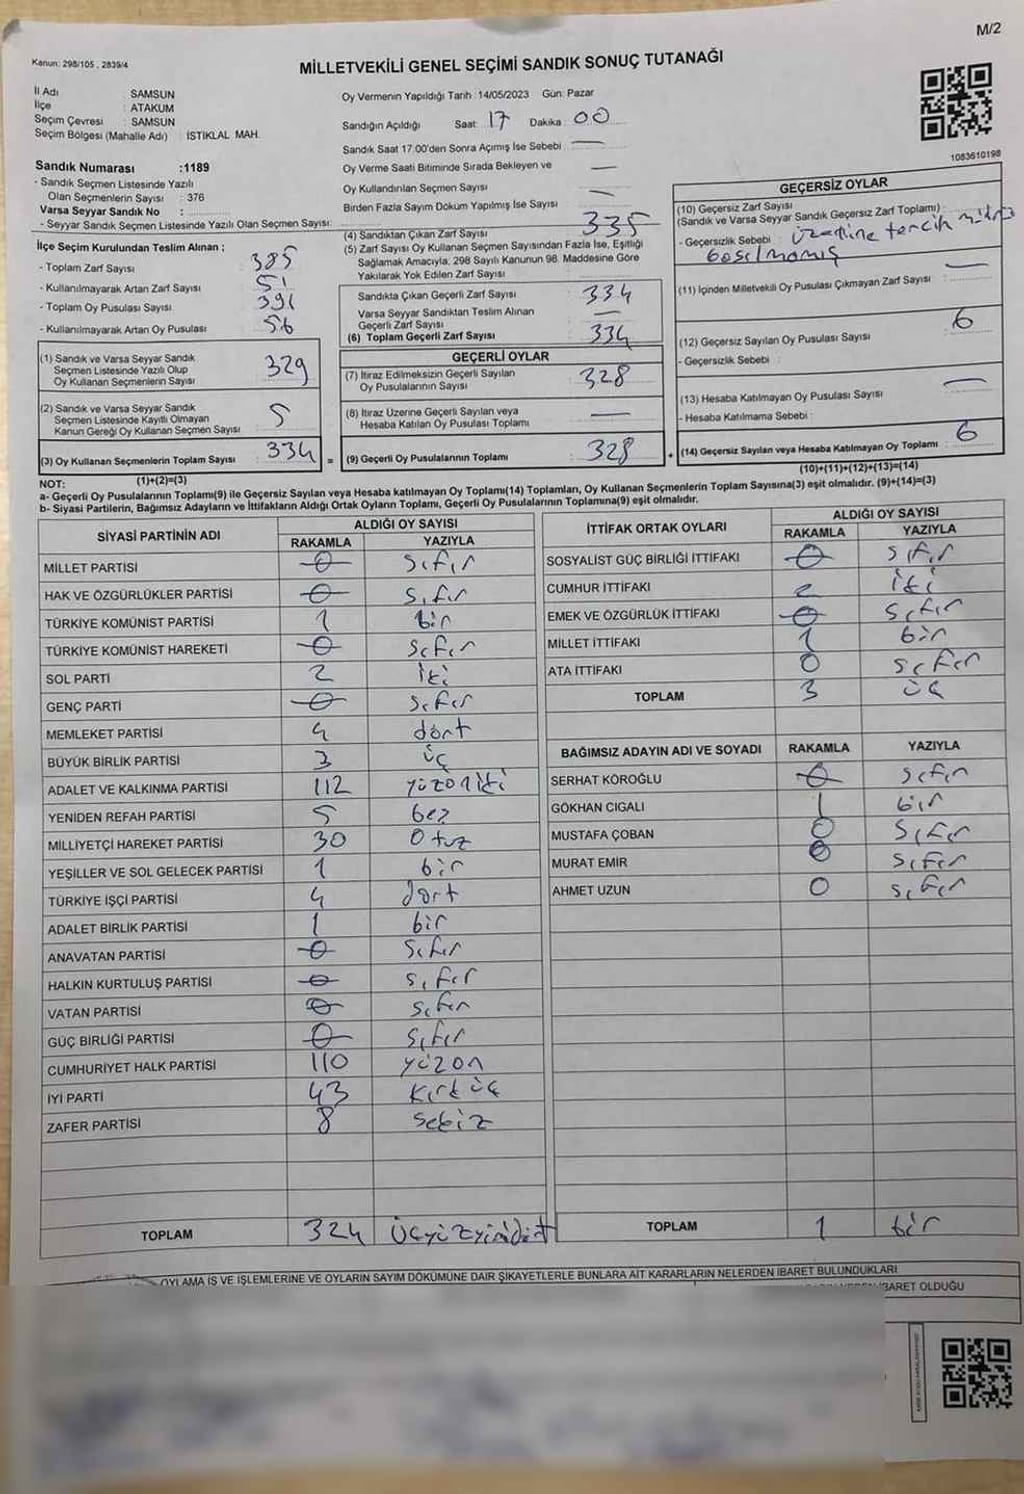 M/2
Kanun: 298/105 , 2839/4
MİLLETVEKİLİ GENEL SEÇİMİ SANDIK SONUÇ TUTANAĞI
İl Adı : SAMSUN
İlçe : ATAKUM
Seçim Çevresi : SAMSUN
Seçim Bölgesi (Mahalle Adı) : İSTİKLAL MAH.
Sandık Numarası :1189
- Sandık Seçmen Listesinde Yazılı
Olan Seçmenlerin Sayısı : 376
Varsa Seyyar Sandık No :
- Seyyar Sandık Seçmen Listesinde Yazılı Olan Seçmen Sayısı:
İlçe Seçim Kurulundan Teslim Alınan ;
- Toplam Zarf Sayısı : 385
- Kullanılmayarak Artan Zarf Sayısı : 51
- Toplam Oy Pusulası Sayısı : 391
- Kullanılmayarak Artan Oy Pusulası : 56
(1) Sandık ve Varsa Seyyar Sandık
Seçmen Listesinde Yazılı Olup
Oy Kullanan Seçmenlerin Sayısı : 329
(2) Sandık ve Varsa Seyyar Sandık
Seçmen Listesinde Kayıtlı Olmayan
Kanun Gereği Oy Kullanan Seçmen Sayısı : 5
(3) Oy Kullanan Seçmenlerin Toplam Sayısı : 334
(1)+(2)=(3)
Oy Vermenin Yapıldığı Tarih :14/05/2023 Gün: Pazar
Sandığın Açıldığı Saat: 17 Dakika: 00
Sandık Saat 17.00'den Sonra Açımış İse Sebebi : —
Oy Verme Saati Bitiminde Sırada Bekleyen ve —
Oy Kullandırılan Seçmen Sayısı
Birden Fazla Sayım Döküm Yapılmış İse Sayısı : —
(4) Sandıktan Çıkan Zarf Sayısı : 335
(5) Zarf Sayısı Oy Kullanan Seçmen Sayısından Fazla İse, Eşitliği
Sağlamak Amacıyla, 298 Sayılı Kanunun 98. Maddesine Göre
Yakılarak Yok Edilen Zarf Sayısı :
Sandıkta Çıkan Geçerli Zarf Sayısı : 334
Varsa Seyyar Sandıktan Teslim Alınan
Geçerli Zarf Sayısı : —
(6) Toplam Geçerli Zarf Sayısı : 334
GEÇERLİ OYLAR
(7) İtiraz Edilmeksizin Geçerli Sayılan
Oy Pusulalarının Sayısı : 328
(8) İtiraz Üzerine Geçerli Sayılan veya
Hesaba Katılan Oy Pusulası Toplamı : —
= (9) Geçerli Oy Pusulalarının Toplamı : 328
1083610198
GEÇERSİZ OYLAR
(10) Geçersiz Zarf Sayısı
(Sandık ve Varsa Seyyar Sandık Geçersiz Zarf Toplamı) :
- Geçersizlik Sebebi : üzerine tercih mührü
basılmamış
(11) İçinden Milletvekili Oy Pusulası Çıkmayan Zarf Sayısı : —
(12) Geçersiz Sayılan Oy Pusulası Sayısı : 6
- Geçersizlik Sebebi :
(13) Hesaba Katılmayan Oy Pusulası Sayısı : —
- Hesaba Katılmama Sebebi :
+ (14) Geçersiz Sayılan veya Hesaba Katılmayan Oy Toplamı : 6
(10)+(11)+(12)+(13)=(14)
NOT:
a- Geçerli Oy Pusulalarının Toplamı(9) ile Geçersiz Sayılan veya Hesaba katılmayan Oy Toplamı(14) Toplamları, Oy Kullanan Seçmenlerin Toplam Sayısına(3) eşit olmalıdır. (9)+(14)=(3)
b- Siyasi Partilerin, Bağımsız Adayların ve İttifakların Aldığı Ortak Oyların Toplamı, Geçerli Oy Pusulalarının Toplamına(9) eşit olmalıdır.
SİYASİ PARTİNİN ADI ALDIĞI OY SAYISI
RAKAMLA YAZIYLA
MİLLET PARTİSİ 0 sıfır
HAK VE ÖZGÜRLÜKLER PARTİSİ 0 sıfır
TÜRKİYE KOMÜNİST PARTİSİ 1 bir
TÜRKİYE KOMÜNİST HAREKETİ 0 sıfır
SOL PARTİ 2 iki
GENÇ PARTİ 0 sıfır
MEMLEKET PARTİSİ 4 dört
BÜYÜK BİRLİK PARTİSİ 3 üç
ADALET VE KALKINMA PARTİSİ 112 yüzoniki
YENİDEN REFAH PARTİSİ 5 beş
MİLLİYETÇİ HAREKET PARTİSİ 30 Otuz
YEŞİLLER VE SOL GELECEK PARTİSİ 1 bir
TÜRKİYE İŞÇİ PARTİSİ 4 dört
ADALET BİRLİK PARTİSİ 1 bir
ANAVATAN PARTİSİ 0 sıfır
HALKIN KURTULUŞ PARTİSİ 0 sıfır
VATAN PARTİSİ 0 sıfır
GÜÇ BİRLİĞİ PARTİSİ 0 sıfır
CUMHURİYET HALK PARTİSİ 110 yüzon
İYİ PARTİ 43 kırküç
ZAFER PARTİSİ 8 sekiz
TOPLAM 324 üçyüzyirmidört
İTTİFAK ORTAK OYLARI ALDIĞI OY SAYISI
RAKAMLA YAZIYLA
SOSYALİST GÜÇ BİRLİĞİ İTTİFAKI 0 sıfır
CUMHUR İTTİFAKI 2 iki
EMEK VE ÖZGÜRLÜK İTTİFAKI 0 sıfır
MİLLET İTTİFAKI 1 bir
ATA İTTİFAKI 0 sıfır
TOPLAM 3 üç
BAĞIMSIZ ADAYIN ADI VE SOYADI RAKAMLA YAZIYLA
SERHAT KÖROĞLU 0 sıfır
GÖKHAN CIGALI 1 bir
MUSTAFA ÇOBAN 0 sıfır
MURAT EMİR 0 sıfır
AHMET UZUN 0 sıfır
TOPLAM 1 bir
OYLAMA İŞ VE İŞLEMLERİNE VE OYLARIN SAYIM DÖKÜMÜNE DAİR ŞİKAYETLERLE BUNLARA AİT KARARLARIN NELERDEN İBARET BULUNDUKLARI
İBARET OLDUĞU